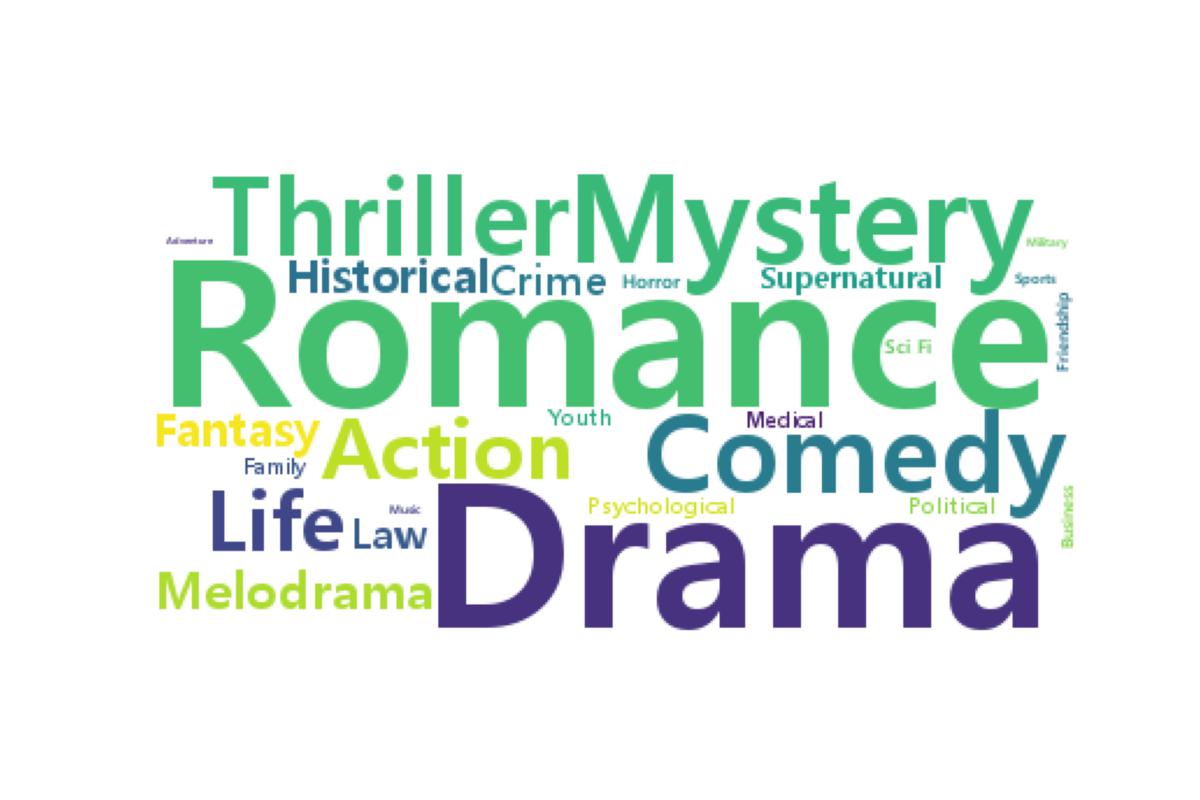 Thriller Mystery
Adventure
Military
Historical Crime Horror Supernatural Sports
Romance
Sci Fi
Friendship
Fantasy Action Youth Comedy Medical
Family
Life Law Music Drama Psychological Political
Business
Melodrama